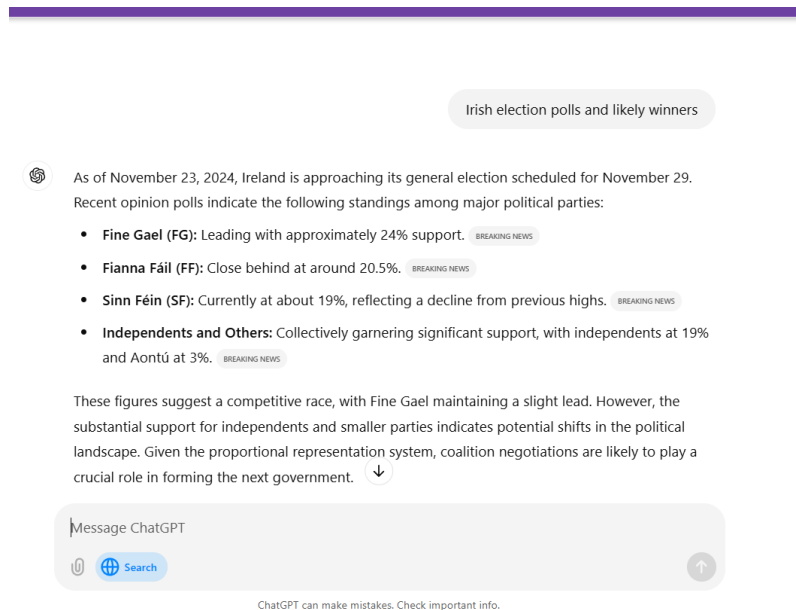 Irish election polls and likely winners
As of November 23, 2024, Ireland is approaching its general election scheduled for November 29.
Recent opinion polls indicate the following standings among major political parties:
• Fine Gael (FG): Leading with approximately 24% support. BREAKING NEWS
• Fianna Fáil (FF): Close behind at around 20.5%. BREAKING NEWS
• Sinn Féin (SF): Currently at about 19%, reflecting a decline from previous highs. BREAKING NEWS
• Independents and Others: Collectively garnering significant support, with independents at 19%
and Aontú at 3%. BREAKING NEWS
These figures suggest a competitive race, with Fine Gael maintaining a slight lead. However, the
substantial support for independents and smaller parties indicates potential shifts in the political
landscape. Given the proportional representation system, coalition negotiations are likely to play a
crucial role in forming the next government.
Message ChatGPT
Search
ChatGPT can make mistakes. Check important info.